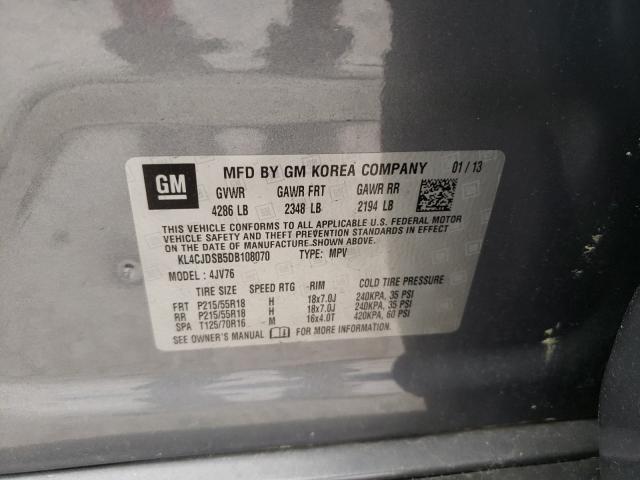 GM
MFD BY GM KOREA COMPANY 01/13
GVWR GAWR FRT GAWR RR
4286 LB 2348 LB 2194 LB
THIS VEHICLE CONFORMS TO ALL APPLICABLE U.S. FEDERAL MOTOR
VEHICLE SAFETY AND THEFT PREVENTION STANDARDS IN
EFFECT ON THE DATE OF MANUFACTURE SHOWN ABOVE.
KL4CJDSB5DB108070 TYPE: MPV
MODEL: 4JV76
TIRE SIZE SPEED RTG RIM COLD TIRE PRESSURE
FRT P215/55R18 H 18x7.0J 240KPA, 35 PSI
RR P215/55R18 H 18x7.0J 240KPA, 35 PSI
SPA T125/70R16 M 16x4.0T 420KPA, 60 PSI
SEE OWNER'S MANUAL FOR MORE INFORMATION